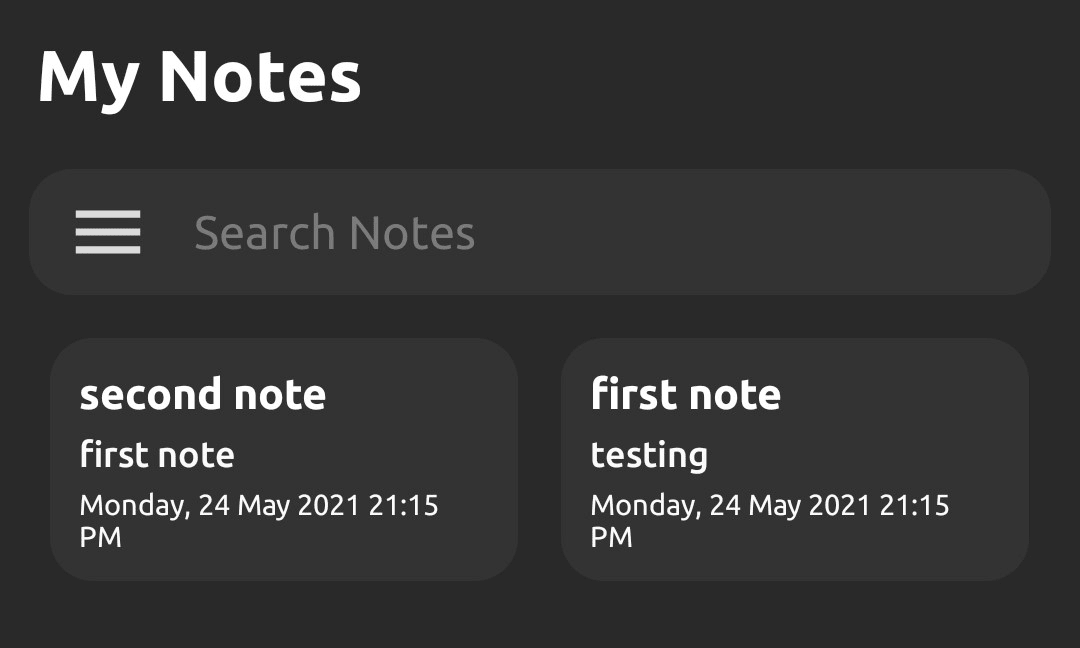 My Notes
Search Notes
second note
first note
Monday, 24 May 2021 21:15
PM
first note
testing
Monday, 24 May 2021 21:15
PM